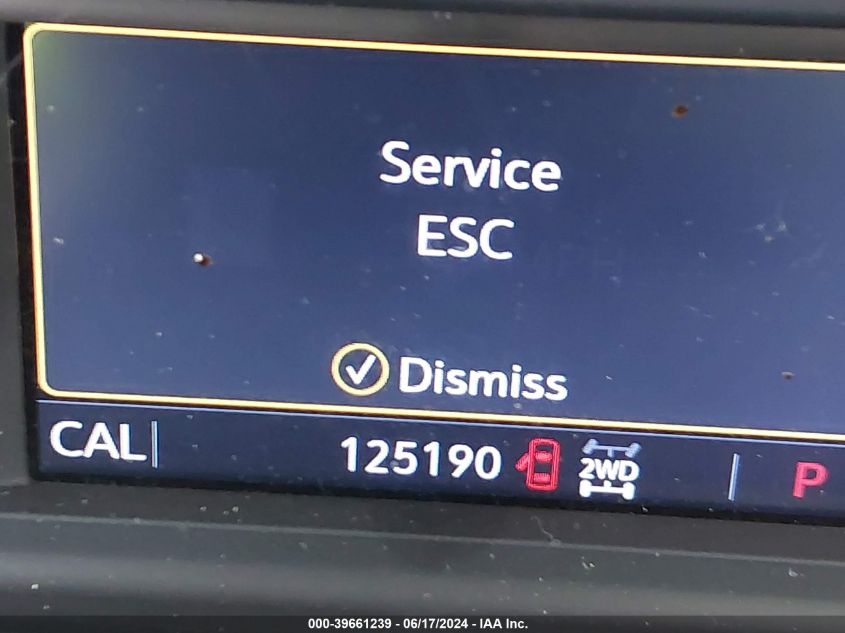 Service
ESC
Dismiss
CAL 125190 2WD P
000-39661239 - 06/17/2024 - IAA Inc.